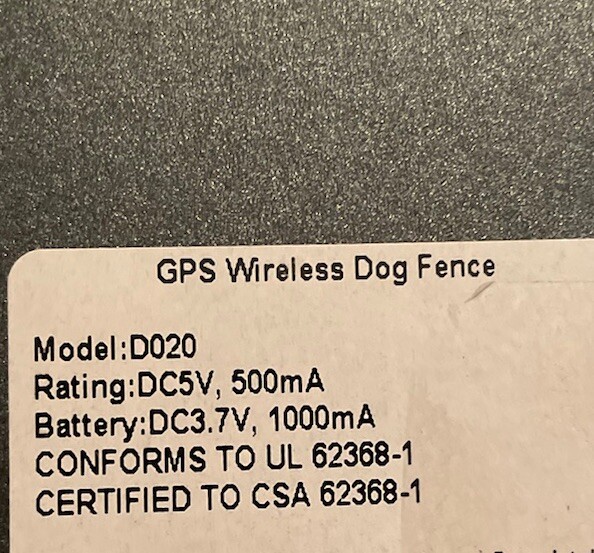 GPS Wireless Dog Fence
Model:D020
Rating:DC5V, 500mA
Battery:DC3.7V, 1000mA
CONFORMS TO UL 62368-1
CERTIFIED TO CSA 62368-1